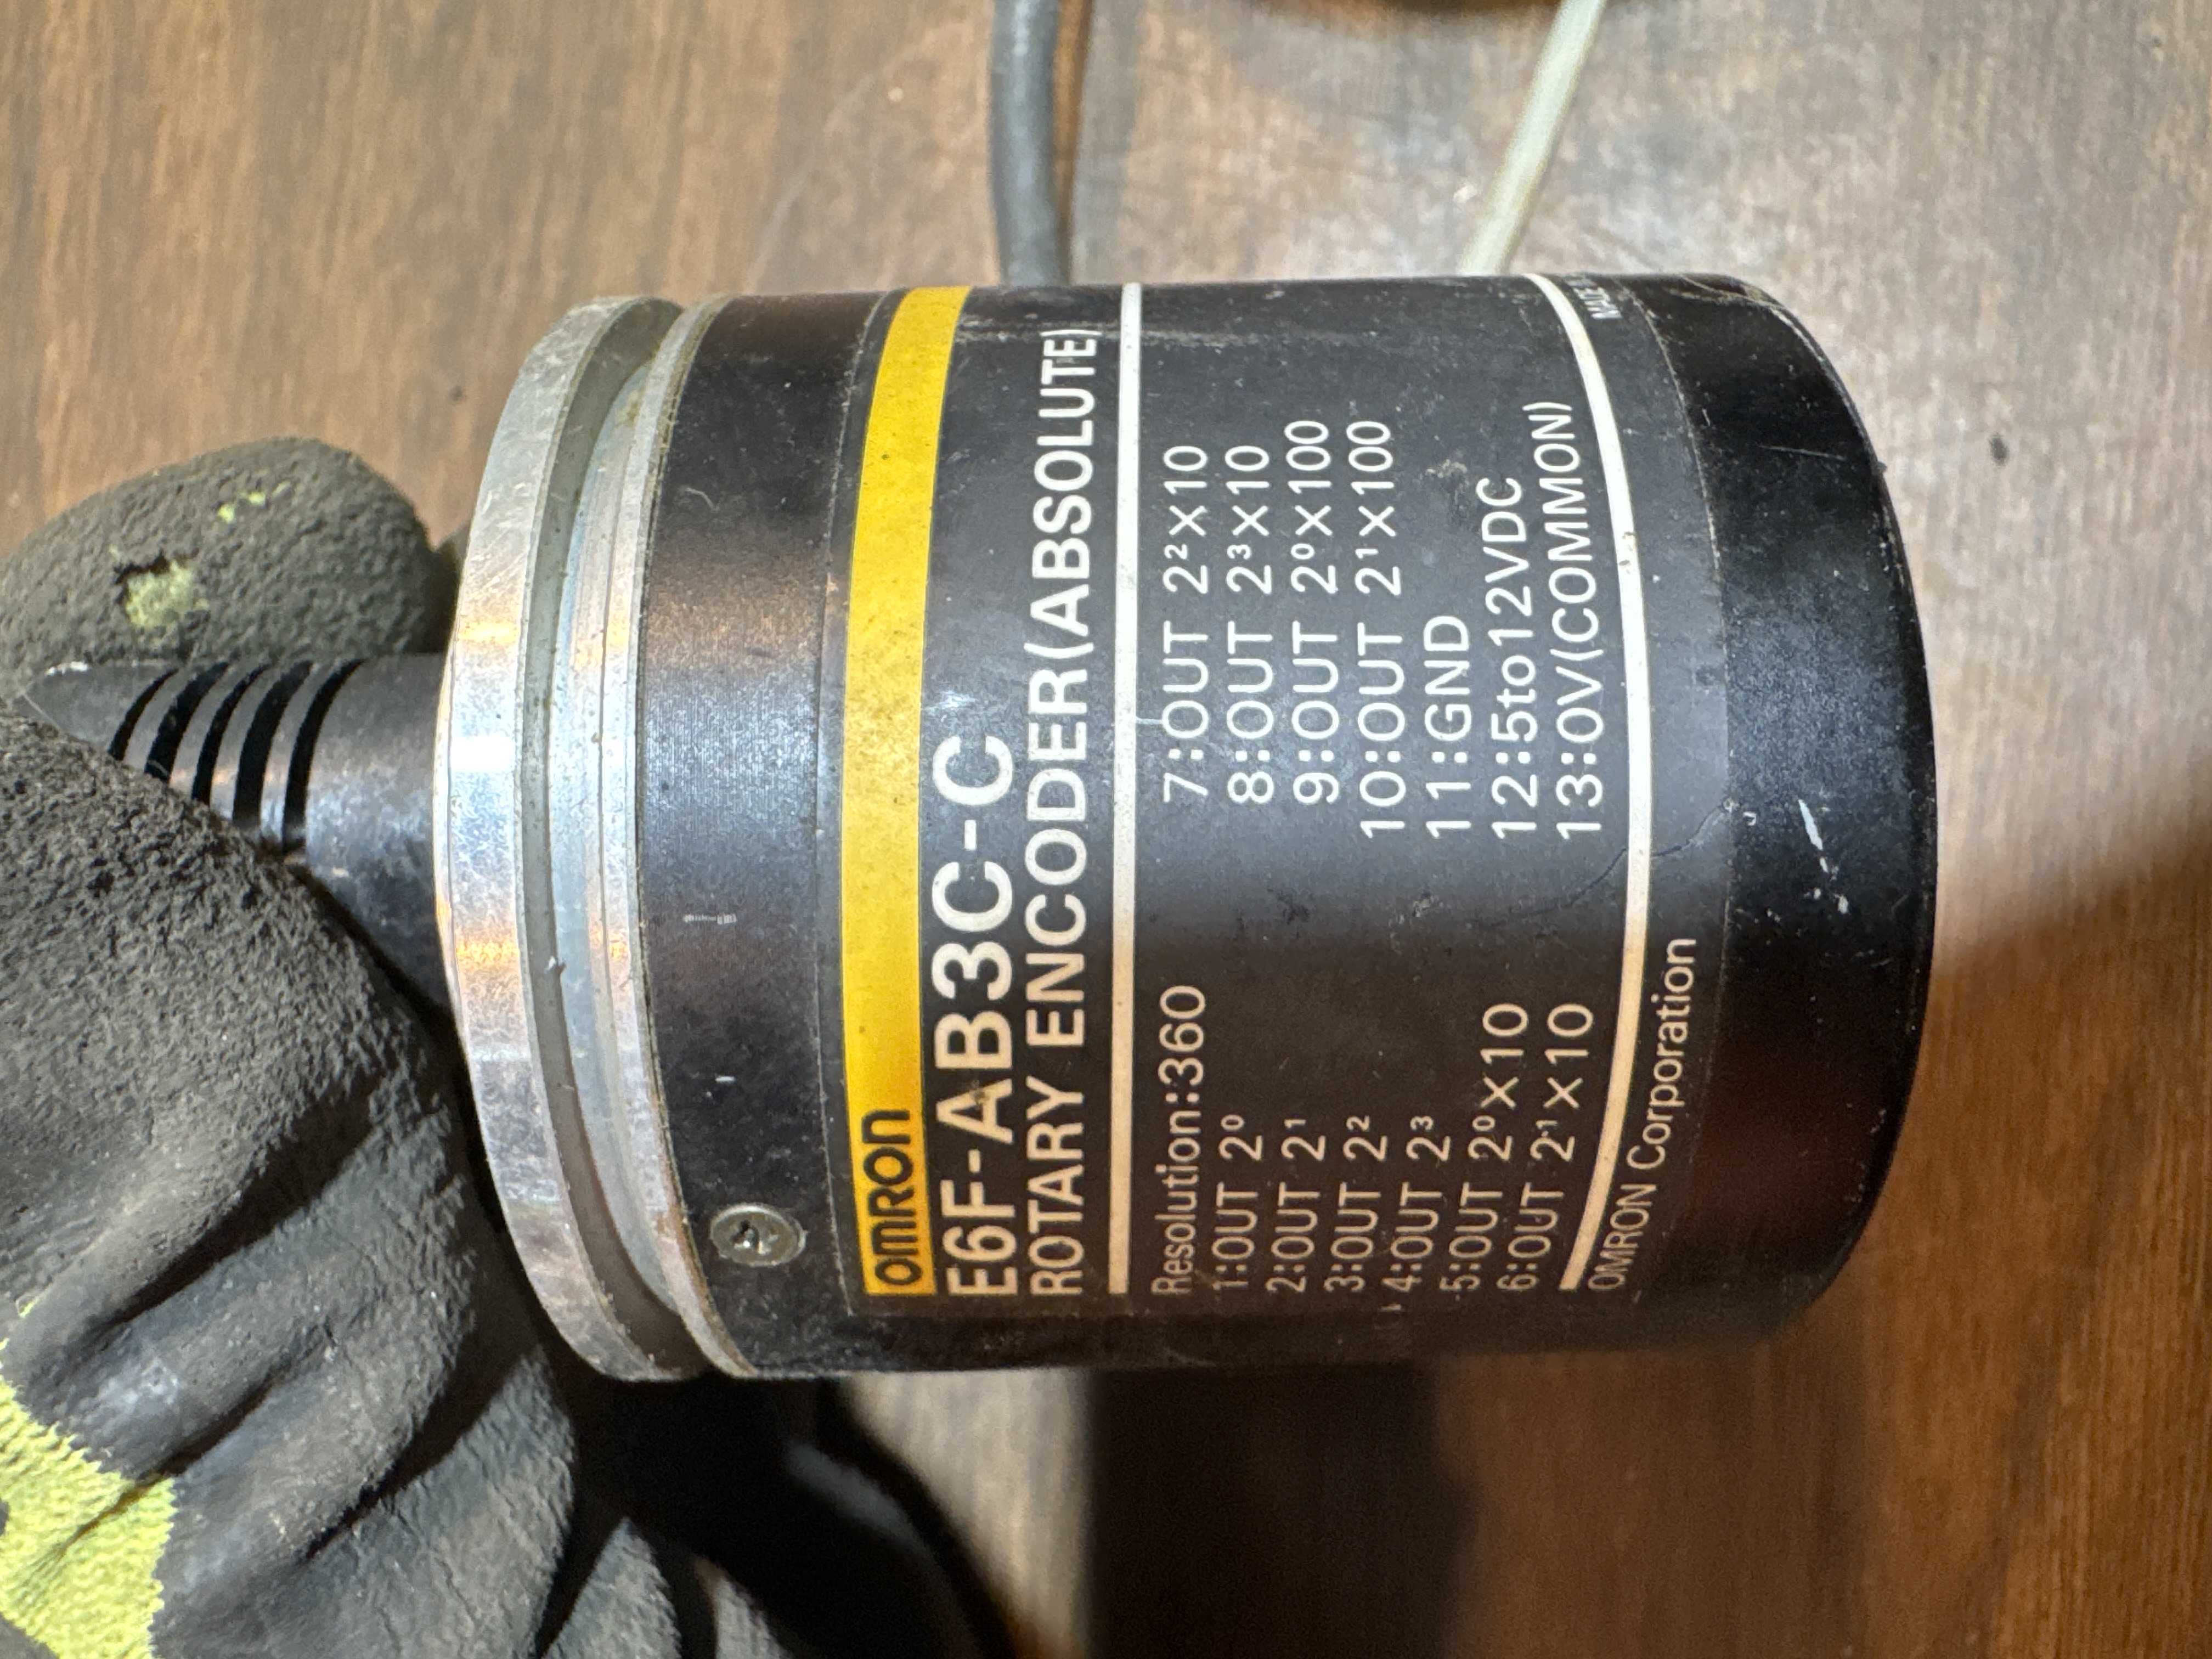 OMRON
E6F-AB3C-C
ROTARY ENCODER(ABSOLUTE)
Resolution:360
1:OUT 2⁰
2:OUT 2¹
3:OUT 2²
4:OUT 2³
5:OUT 2⁰×10
6:OUT 2¹×10
7:OUT 2²×10
8:OUT 2³×10
9:OUT 2⁰×100
10:OUT 2¹×100
11:GND
12:5to12VDC
13:0V(COMMON)
OMRON Corporation
MADE